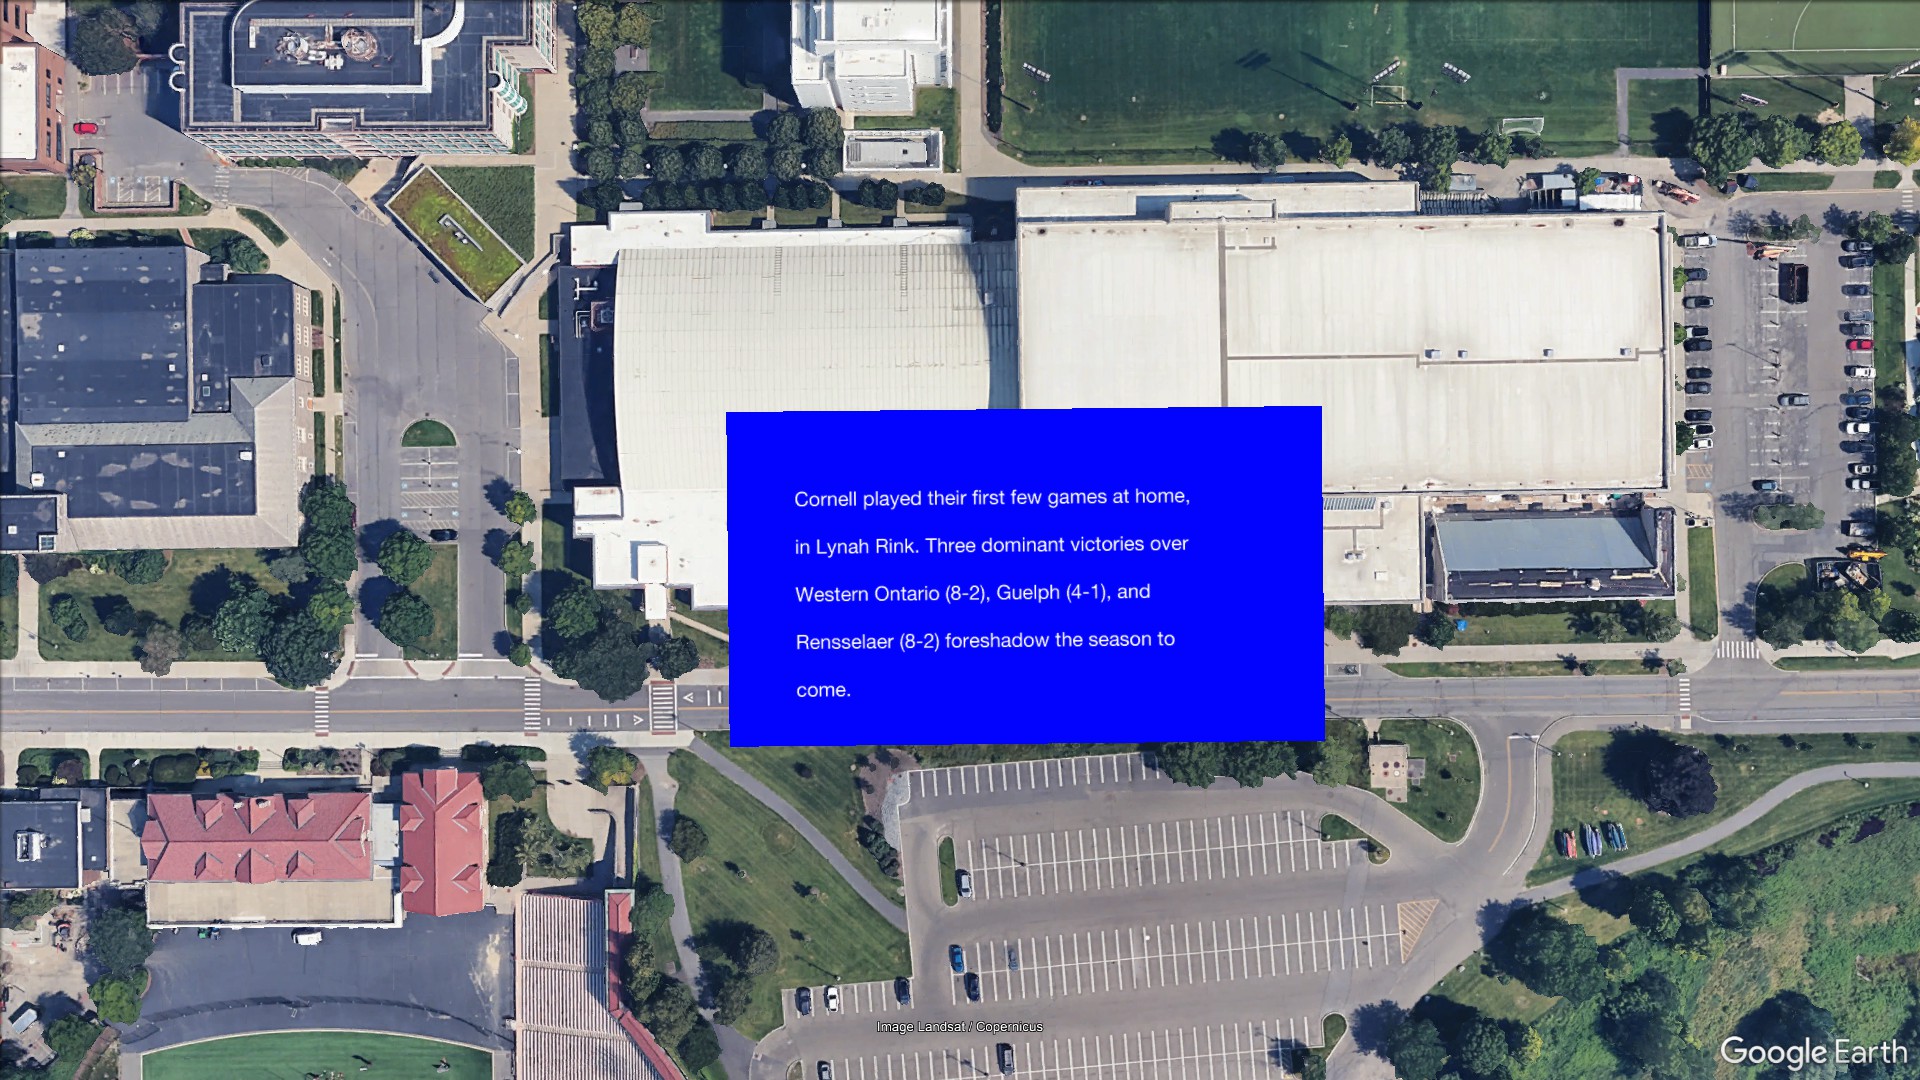 Cornell played their first few games at home,
in Lynah Rink. Three dominant victories over
Western Ontario (8-2), Guelph (4-1), and
Rensselaer (8-2) foreshadow the season to
come.
Image Landsat / Copernicus
Google Earth